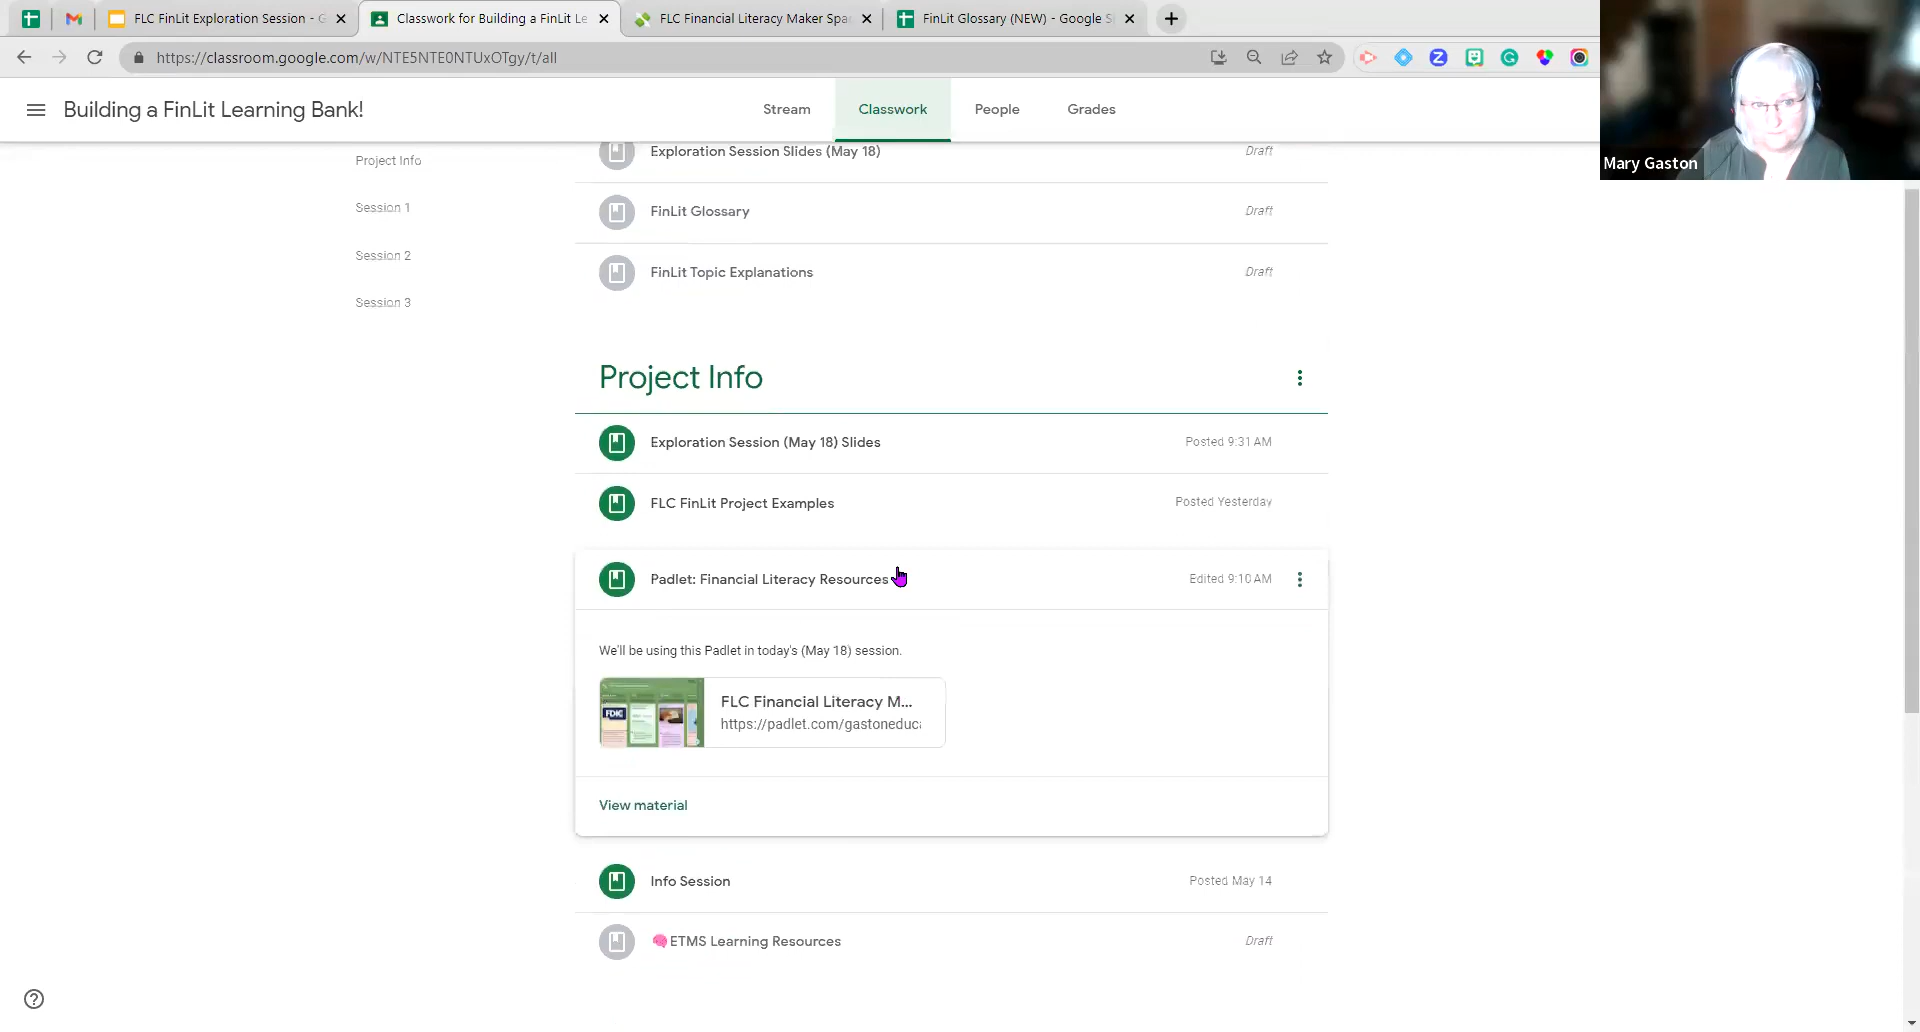 FLC FinLit Exploration Session - G
Classwork for Building a FinLit Le
FLC Financial Literacy Maker Spac
FinLit Glossary (NEW) - Google S
https://classroom.google.com/w/NTE5NTE0NTUxOTgy/t/all
Building a FinLit Learning Bank!
Stream
Classwork
People
Grades
Mary Gaston
Project Info
Session 1
Session 2
Session 3
Exploration Session Slides (May 18)
Draft
FinLit Glossary
Draft
FinLit Topic Explanations
Draft
Project Info
Exploration Session (May 18) Slides
Posted 9:31 AM
FLC FinLit Project Examples
Posted Yesterday
Padlet: Financial Literacy Resources
Edited 9:10 AM
We'll be using this Padlet in today's (May 18) session.
FDIC
FLC Financial Literacy M...
https://padlet.com/gastoneduca
View material
Info Session
Posted May 14
ETMS Learning Resources
Draft